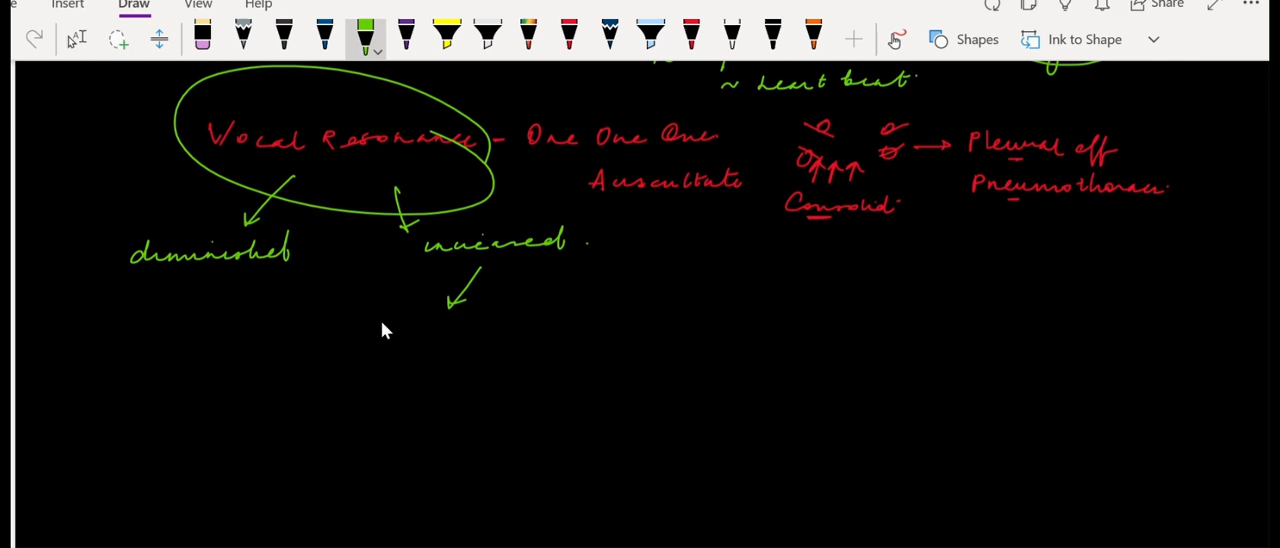 Insert Draw View Help Share
Shapes Ink to Shape
~ heart beat.
Vocal Resonance - One One One
Auscultate
Consolid.
Pleural eff
Pneumothorax.
diminished
increased.